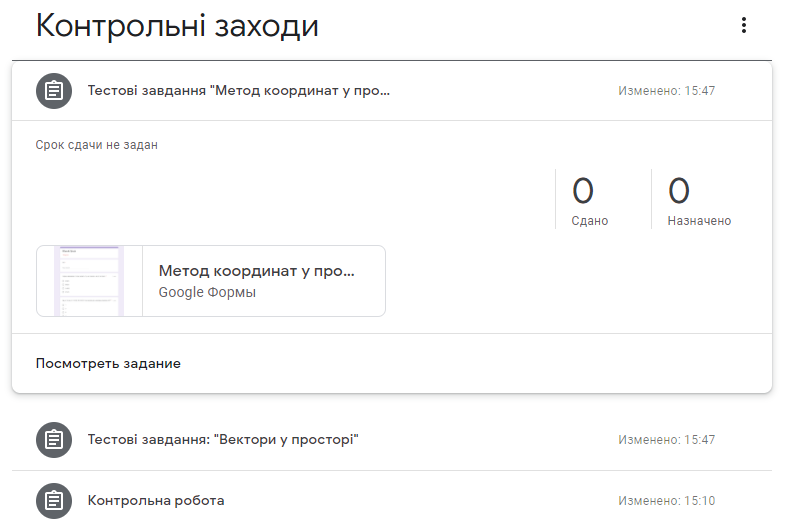 Контрольні заходи
Тестові завдання "Метод координат у про...
Изменено: 15:47
Срок сдачи не задан
0
Сдано
0
Назначено
Метод координат у про...
Google Формы
Посмотреть задание
Тестові завдання: "Вектори у просторі"
Изменено: 15:47
Контрольна робота
Изменено: 15:10